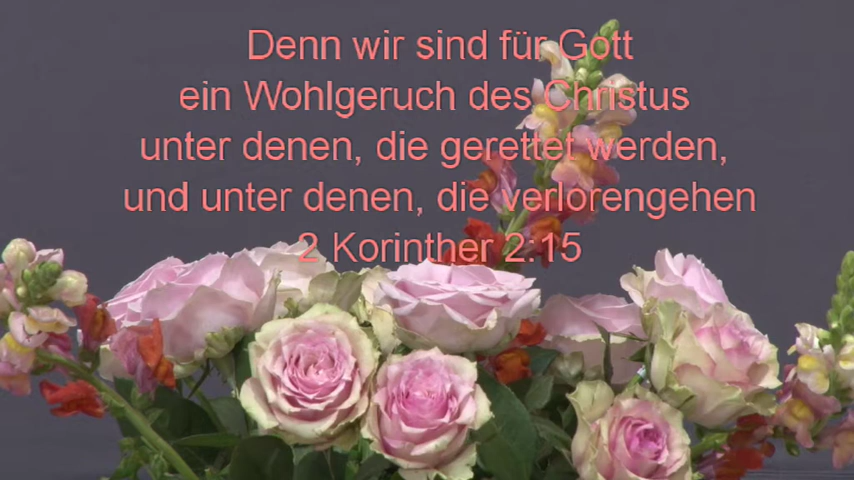 Denn wir sind für Gott
ein Wohlgeruch des Christus
unter denen, die gerettet werden,
und unter denen, die verlorengehen
2 Korinther 2:15